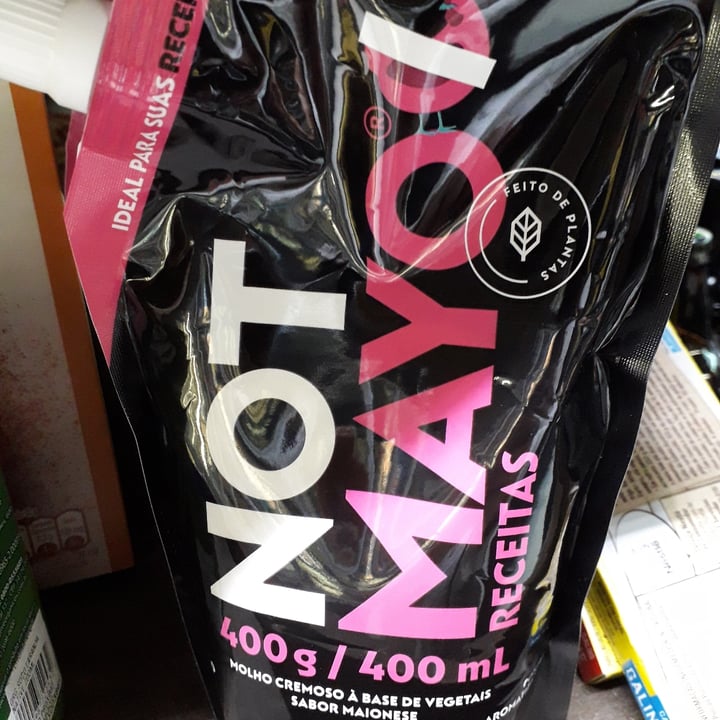 IDEAL PARA SUAS
NOT
MAYO®
RECEITAS
FEITO DE PLANTAS
400 g / 400 mL
MOLHO CREMOSO À BASE DE VEGETAIS
SABOR MAIONESE
AROMA